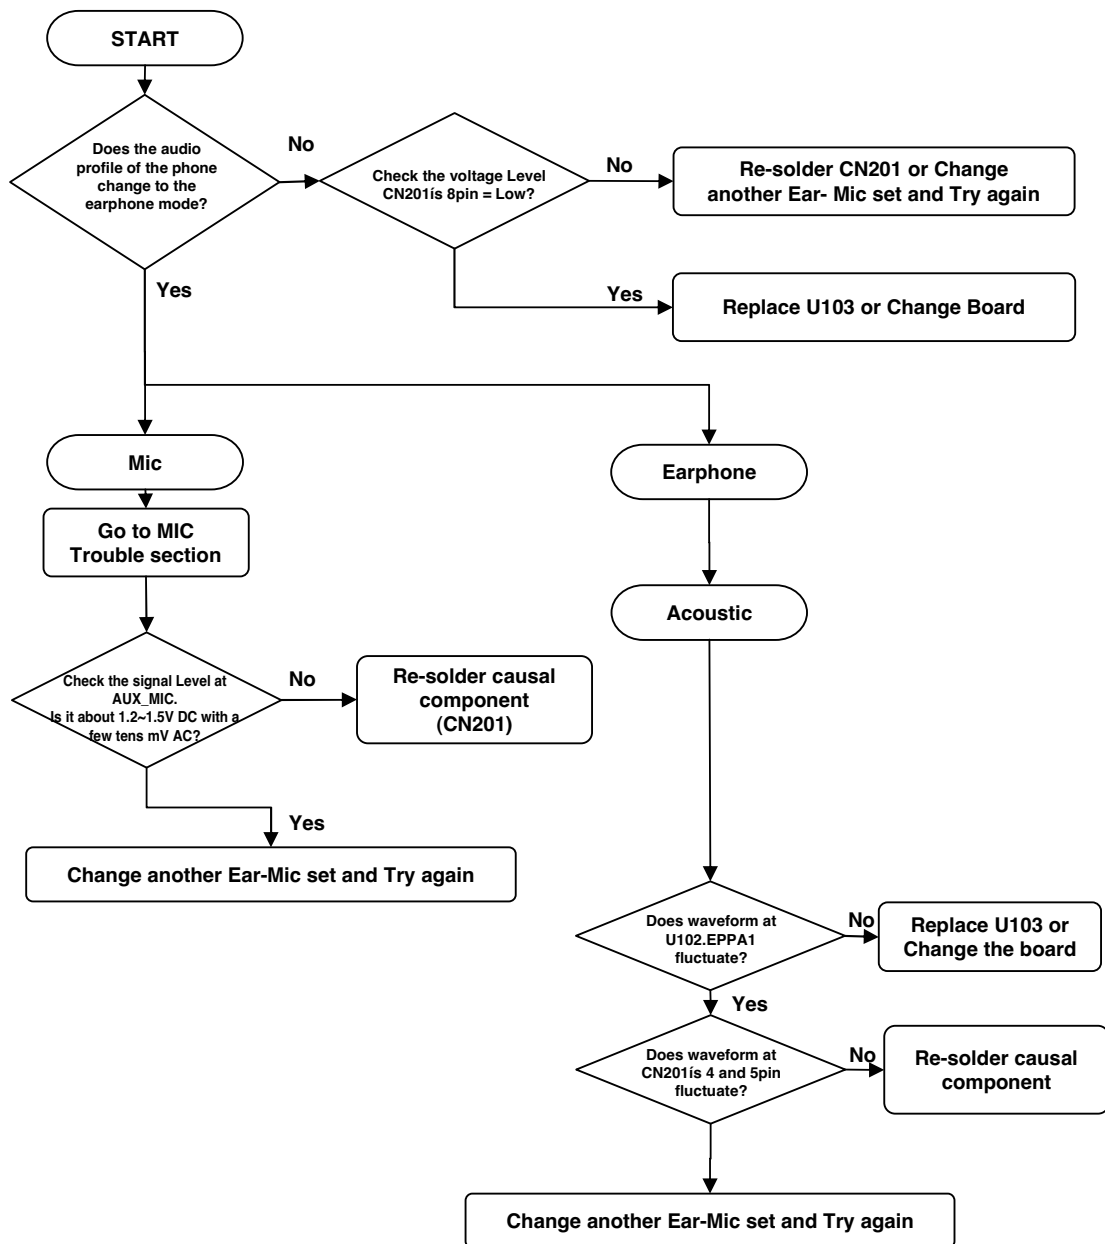 START
Does the audio
profile of the phone
change to the
earphone mode?
No
Check the voltage Level
CN201ís 8pin = Low?
No
Re-solder CN201 or Change
another Ear- Mic set and Try again
Yes
Yes
Replace U103 or Change Board
Mic
Earphone
Go to MIC
Trouble section
Acoustic
Check the signal Level at
AUX_MIC.
Is it about 1.2~1.5V DC with a
few tens mV AC?
No
Re-solder causal
component
(CN201)
Yes
Change another Ear-Mic set and Try again
Does waveform at
U102.EPPA1
fluctuate?
No
Replace U103 or
Change the board
Yes
Does waveform at
CN201ís 4 and 5pin
fluctuate?
No
Re-solder causal
component
Change another Ear-Mic set and Try again